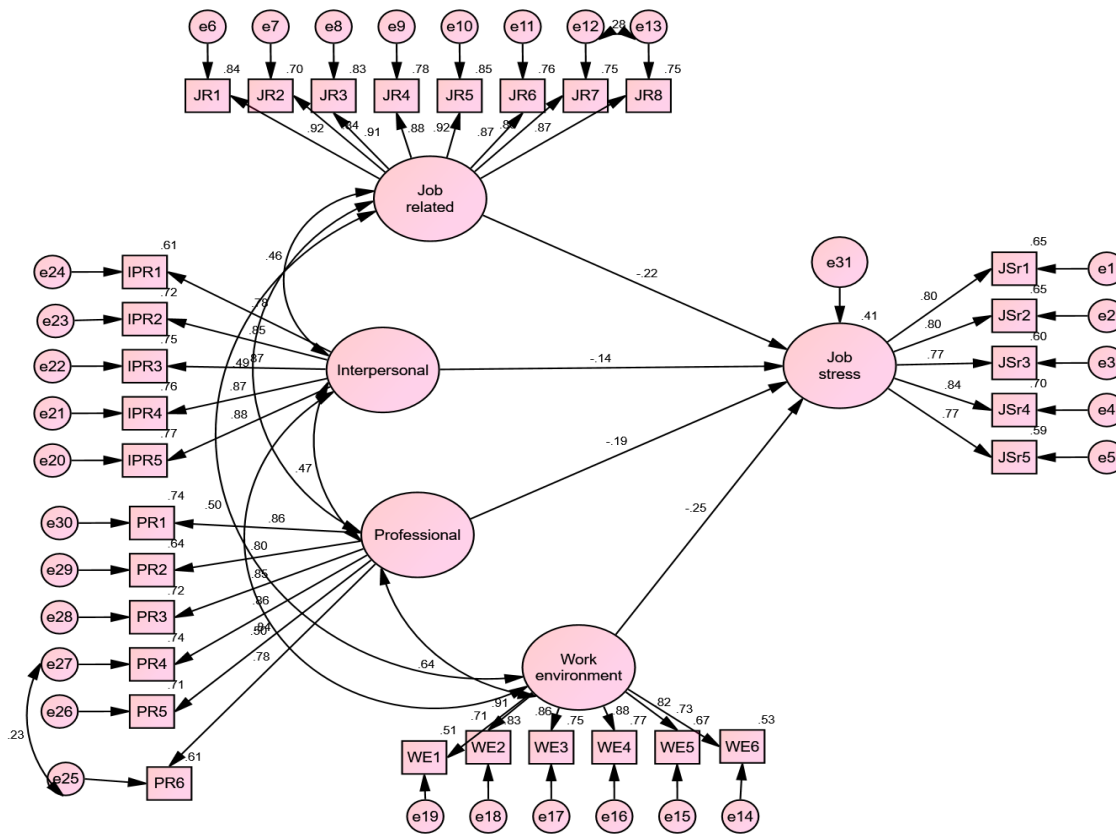 e6 e7 e8 e9 e10 e11 e12 .28 e13
.84 .70 .83 .78 .85 .76 .75 .75
JR1 JR2 JR3 JR4 JR5 JR6 JR7 JR8
.92 .91 .88 .92 .87 .87
Job
related
.46
-.22
e31
.41
Job
stress
.65
JSr1 e1
.65
JSr2 e2
.60
JSr3 e3
.70
JSr4 e4
.59
JSr5 e5
.80
.80
.77
.84
.77
.61
e24 IPR1
.72
e23 IPR2
.75
e22 IPR3
.76
e21 IPR4
.77
e20 IPR5
.78
.85
.49 .87
.87
.88
Interpersonal
-.14
-.19
.47
.50
.74
e30 PR1
.64
e29 PR2
.72
e28 PR3
.74
e27 PR4
.71
e26 PR5
.61
e25 PR6
.23
.86
.80
.85
.86
.50
.78
Professional
-.25
.64
Work
environment
.71 .91 .86 .88 .82 .73
.51 .83 .75 .77 .67 .53
WE1 WE2 WE3 WE4 WE5 WE6
e19 e18 e17 e16 e15 e14